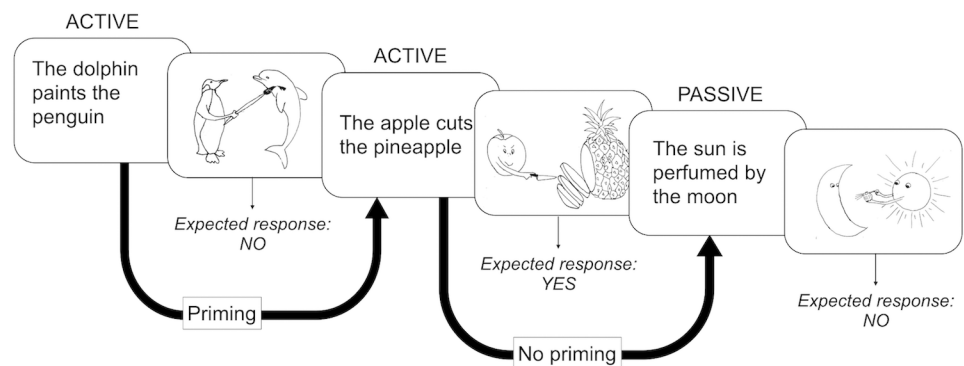 ACTIVE
The dolphin
paints the
penguin
Expected response:
NO
Priming
ACTIVE
The apple cuts
the pineapple
Expected response:
YES
No priming
PASSIVE
The sun is
perfumed by
the moon
Expected response:
NO